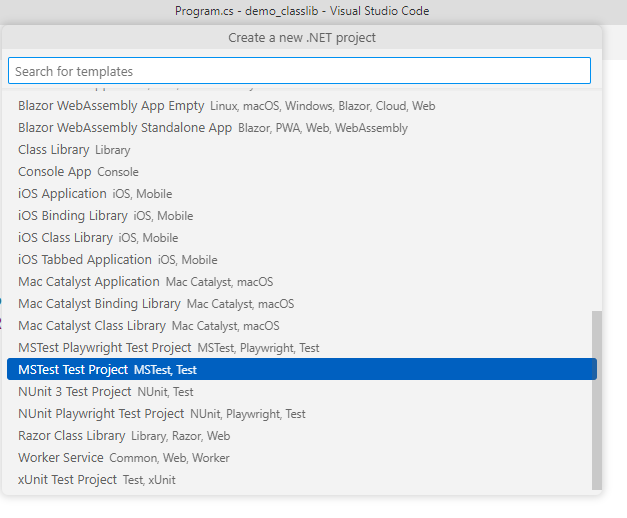 Program.cs - demo_classlib - Visual Studio Code
Create a new .NET project
Search for templates
Blazor WebAssembly App Empty Linux, macOS, Windows, Blazor, Cloud, Web
Blazor WebAssembly Standalone App Blazor, PWA, Web, WebAssembly
Class Library Library
Console App Console
iOS Application iOS, Mobile
iOS Binding Library iOS, Mobile
iOS Class Library iOS, Mobile
iOS Tabbed Application iOS, Mobile
Mac Catalyst Application Mac Catalyst, macOS
Mac Catalyst Binding Library Mac Catalyst, macOS
Mac Catalyst Class Library Mac Catalyst, macOS
MSTest Playwright Test Project MSTest, Playwright, Test
MSTest Test Project MSTest, Test
NUnit 3 Test Project NUnit, Test
NUnit Playwright Test Project NUnit, Playwright, Test
Razor Class Library Library, Razor, Web
Worker Service Common, Web, Worker
xUnit Test Project Test, xUnit